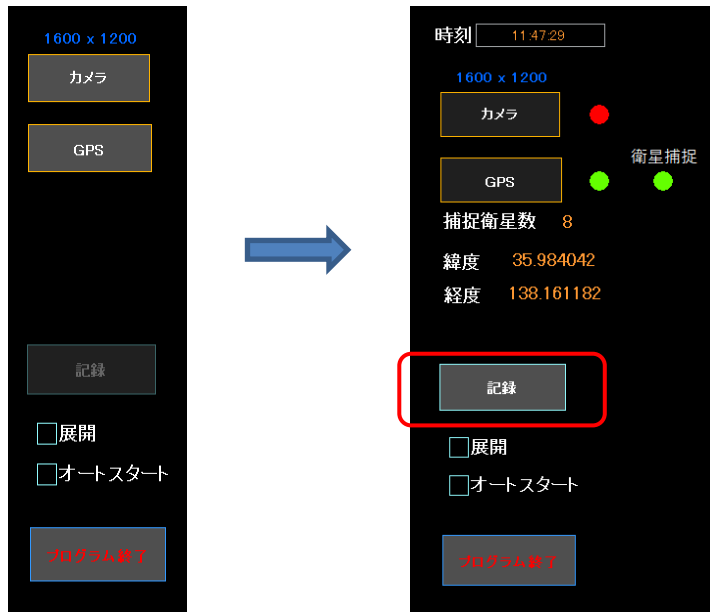 1600 x 1200
カメラ
GPS
記録
展開
オートスタート
プログラム終了
時刻 11:47:29
1600 x 1200
カメラ
衛星捕捉
GPS
捕捉衛星数 8
緯度 35.984042
経度 138.161182
記録
展開
オートスタート
プログラム終了